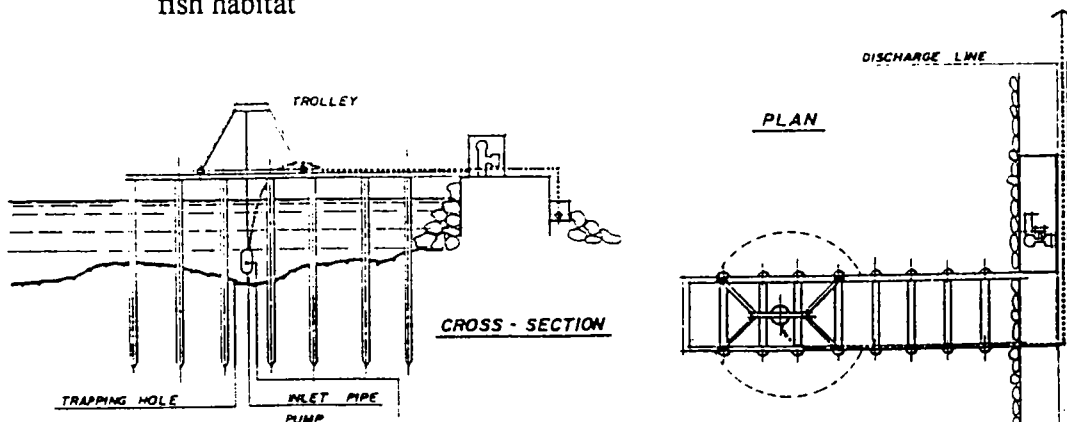 fish habitat
TROLLEY
CROSS - SECTION
TRAPPING HOLE
INLET PIPE
PUMP
DISCHARGE LINE
PLAN